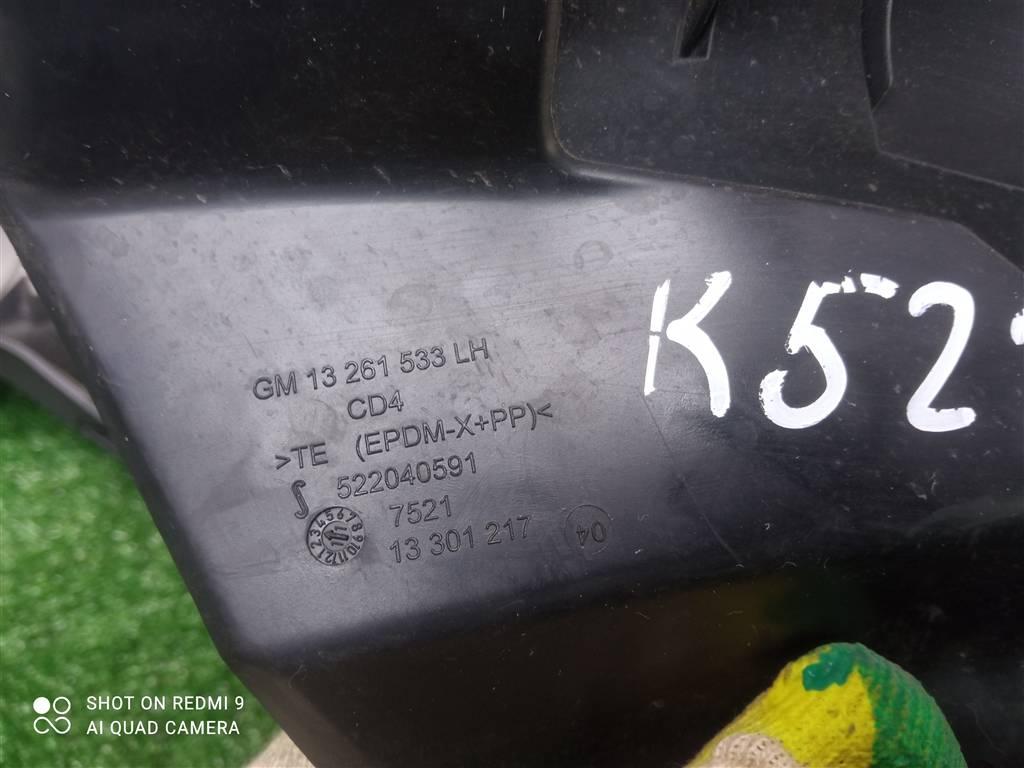 GM 13 261 533 LH
CD4
>TE (EPDM-X+PP)<
522040591
7521
13 301 217
04
K52
SHOT ON REDMI 9
AI QUAD CAMERA